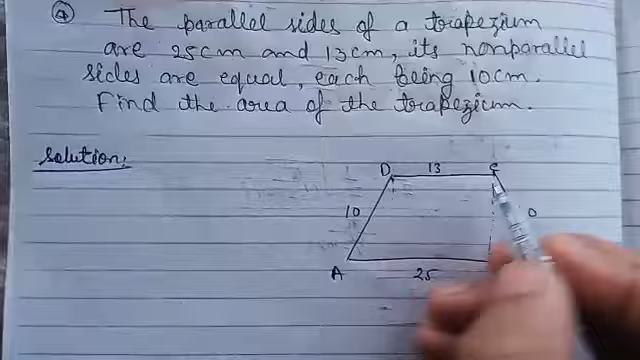 4 The parallel sides of a trapezium
are 25cm and 13cm, its nonparallel
sides are equal, each being 10cm.
Find the area of the trapezium.
Solution:
D 13 C
10 0
A 25